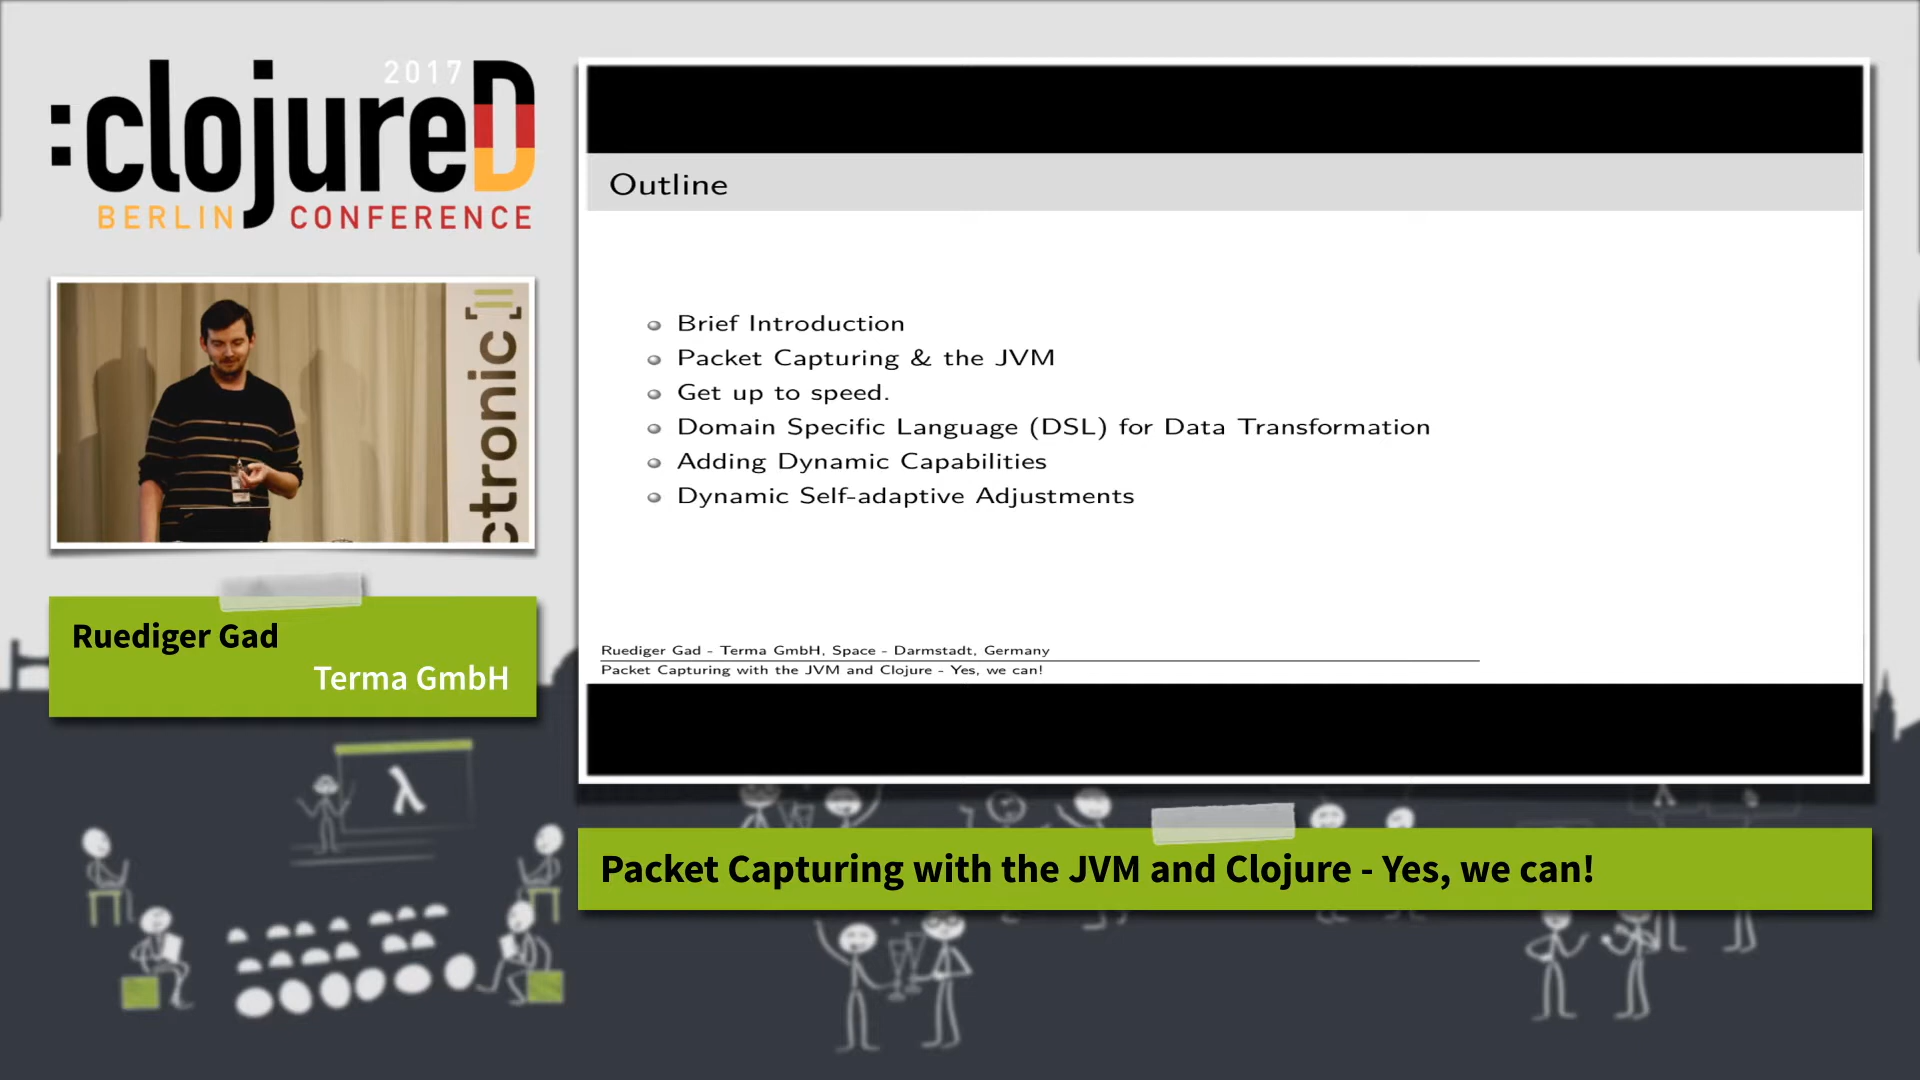 2017
:clojureD
BERLIN CONFERENCE
ctronic]
Ruediger Gad
Terma GmbH
Outline
Brief Introduction
Packet Capturing & the JVM
Get up to speed.
Domain Specific Language (DSL) for Data Transformation
Adding Dynamic Capabilities
Dynamic Self-adaptive Adjustments
Ruediger Gad - Terma GmbH, Space - Darmstadt, Germany
Packet Capturing with the JVM and Clojure - Yes, we can!
Packet Capturing with the JVM and Clojure - Yes, we can!
λ